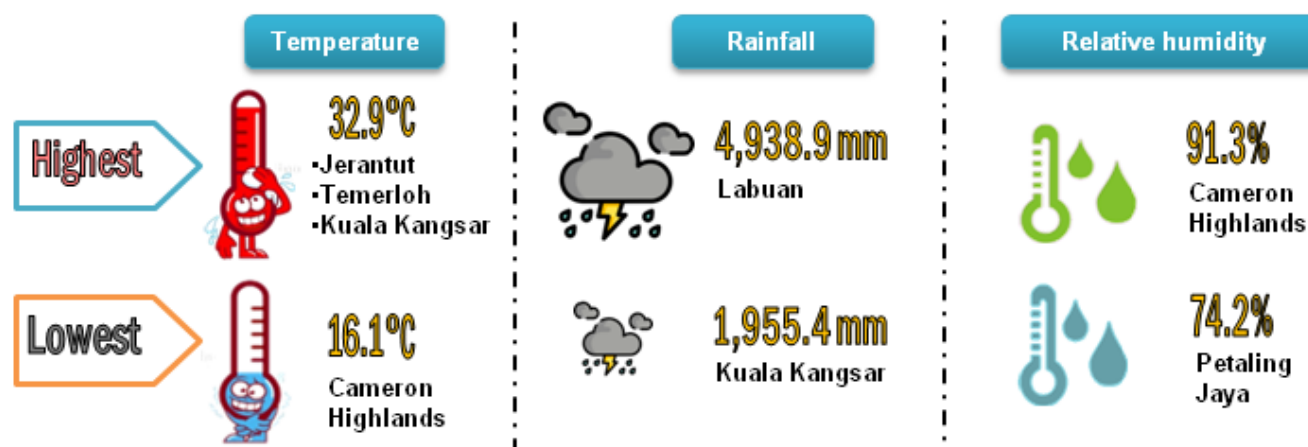 Temperature
Rainfall
Relative humidity
Highest
32.9°C
▪Jerantut
▪Temerloh
▪Kuala Kangsar
4,938.9 mm
Labuan
91.3%
Cameron
Highlands
Lowest
16.1°C
Cameron
Highlands
1,955.4 mm
Kuala Kangsar
74.2%
Petaling
Jaya